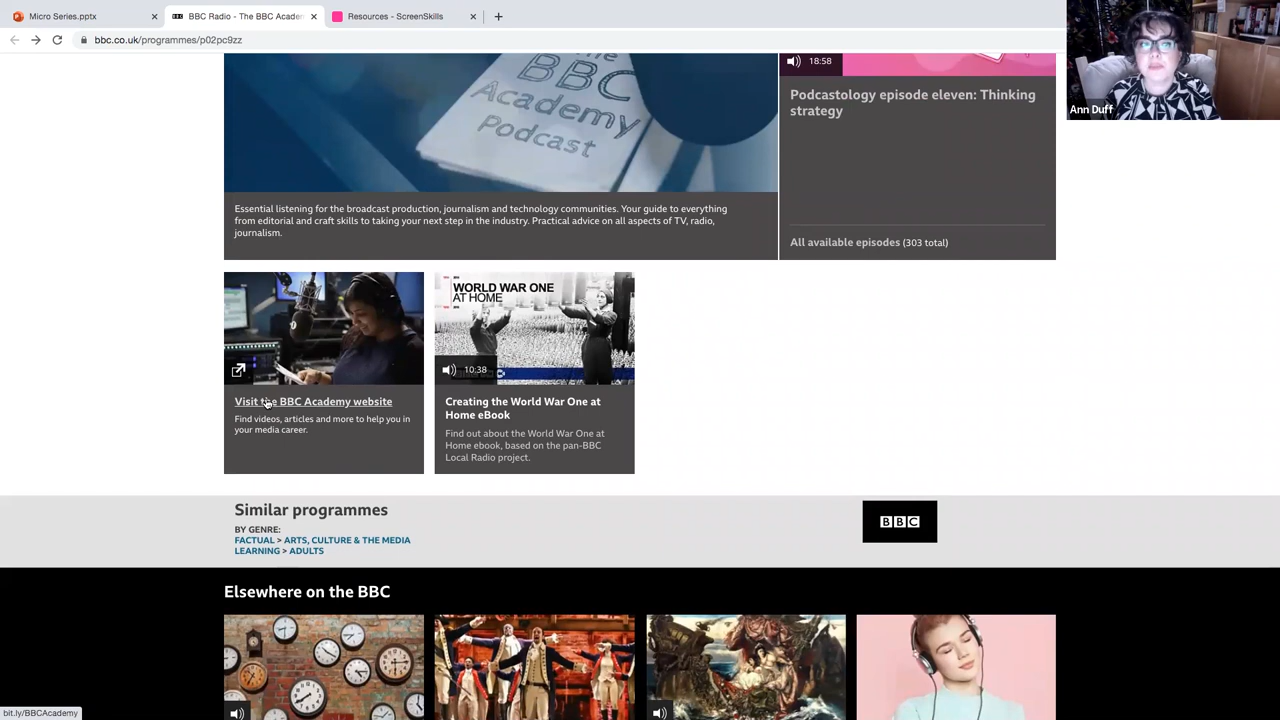 Micro Series.pptx
BBC Radio - The BBC Academ
Resources - ScreenSkills
bbc.co.uk/programmes/p02pc9zz
Ann Duff
The
BBC
Academy
Podcast
18:58
Podcastology episode eleven: Thinking
strategy
Essential listening for the broadcast production, journalism and technology communities. Your guide to everything
from editorial and craft skills to taking your next step in the industry. Practical advice on all aspects of TV, radio,
journalism.
All available episodes (303 total)
WORLD WAR ONE
AT HOME
10:38
Visit the BBC Academy website
Find videos, articles and more to help you in
your media career.
Creating the World War One at
Home eBook
Find out about the World War One at
Home ebook, based on the pan-BBC
Local Radio project.
Similar programmes
BY GENRE:
FACTUAL > ARTS, CULTURE & THE MEDIA
LEARNING > ADULTS
BBC
Elsewhere on the BBC
bit.ly/BBCAcademy